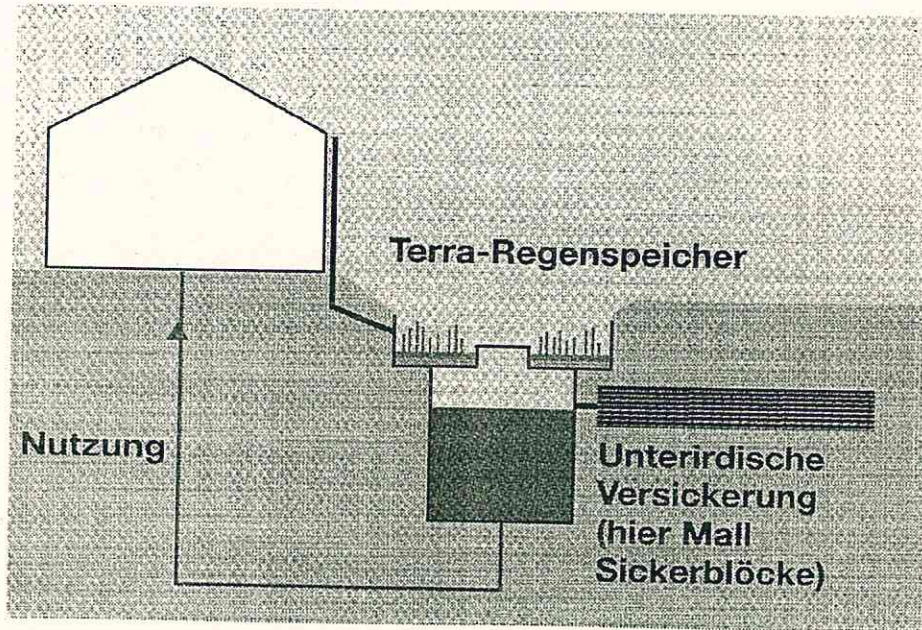 Terra-Regenspeicher
Nutzung
Unterirdische
Versickerung
(hier Mall
Sickerblöcke)